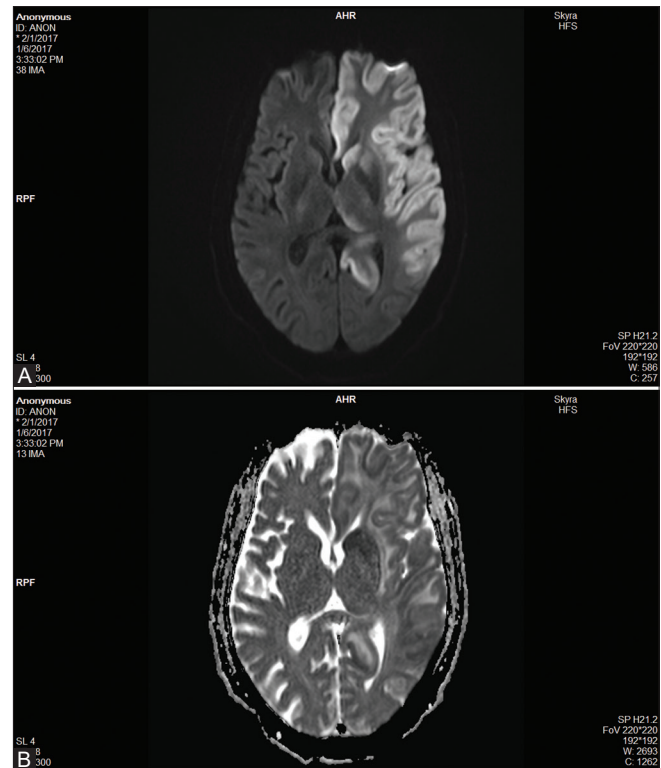 Anonymous
ID: ANON
* 2/1/2017
1/6/2017
3:33:02 PM
38 IMA
AHR
Skyra
HFS
RPF
SL 4
8
300
A
SP H21.2
FoV 220*220
192*192
W: 586
C: 257
Anonymous
ID: ANON
* 2/1/2017
1/6/2017
3:33:02 PM
13 IMA
AHR
Skyra
HFS
RPF
SL 4
8
300
B
SP H21.2
FoV 220*220
192*192
W: 2693
C: 1262